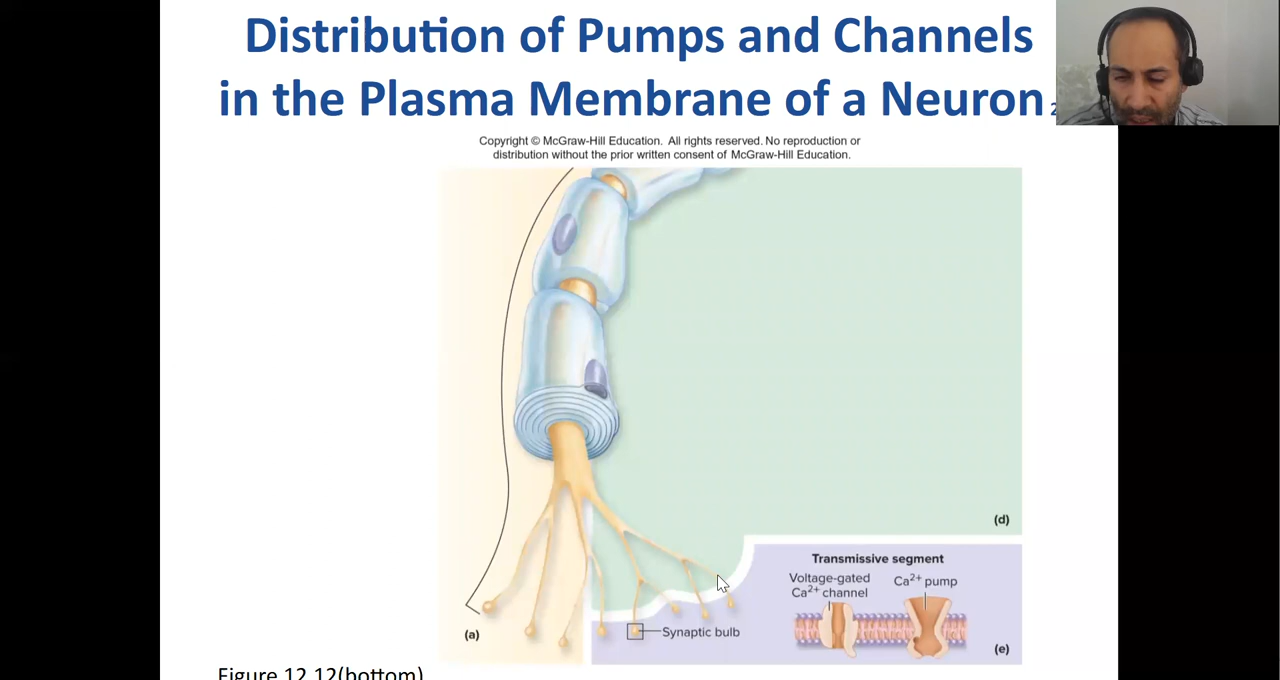 Distribution of Pumps and Channels
in the Plasma Membrane of a Neuron 2
Copyright © McGraw-Hill Education. All rights reserved. No reproduction or
distribution without the prior written consent of McGraw-Hill Education.
(d)
Transmissive segment
Voltage-gated
Ca2+ channel
Ca2+ pump
Synaptic bulb
(a)
(e)
Figure 12.12(bottom)